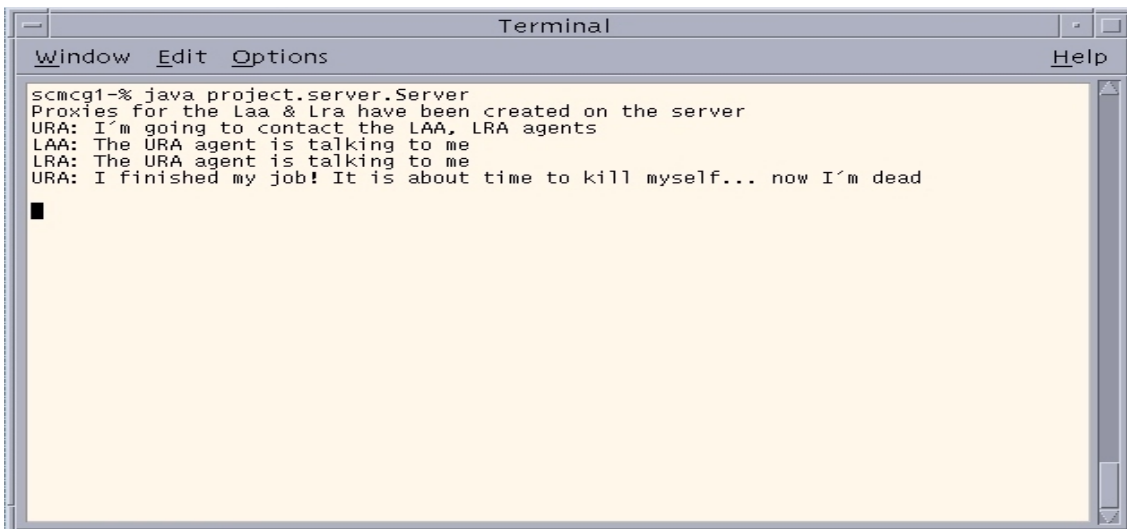 Terminal
Window Edit Options Help
scmcg1-% java project.server.Server
Proxies for the Laa & Lra have been created on the server
URA: I´m going to contact the LAA, LRA agents
LAA: The URA agent is talking to me
LRA: The URA agent is talking to me
URA: I finished my job! It is about time to kill myself... now I´m dead